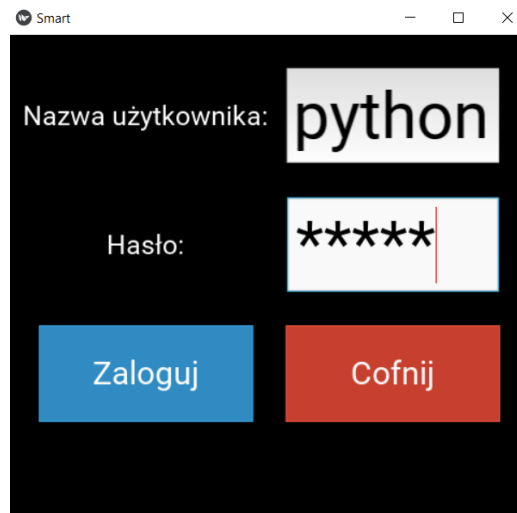 Smart
Nazwa użytkownika: python
Hasło: *****
Zaloguj Cofnij